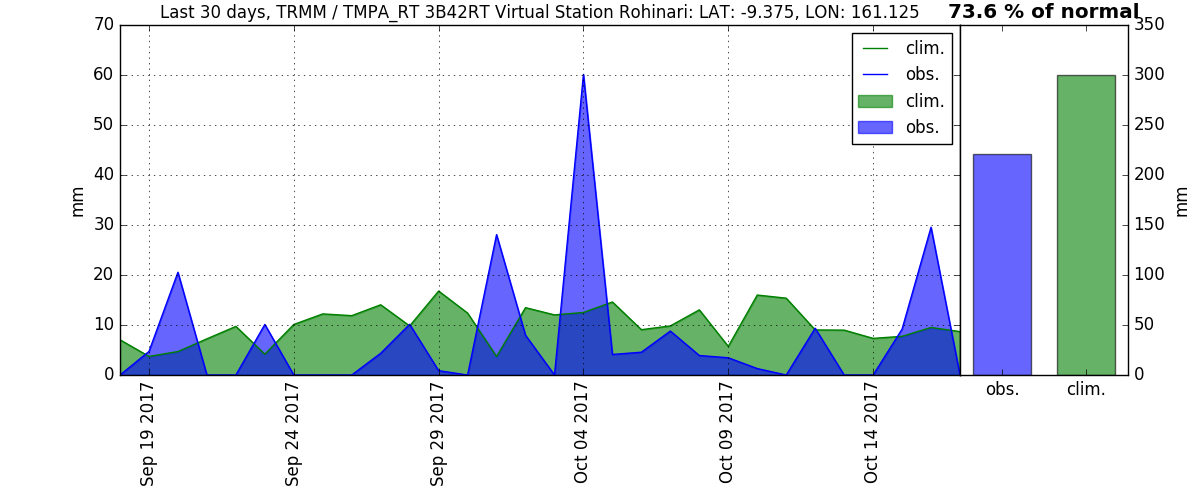 Last 30 days, TRMM / TMPA_RT 3B42RT Virtual Station Rohinari: LAT: -9.375, LON: 161.125
73.6 % of normal
70
60
50
40
30
20
10
0
mm
clim.
obs.
clim.
obs.
350
300
250
200
150
100
50
0
mm
Sep 19 2017
Sep 24 2017
Sep 29 2017
Oct 04 2017
Oct 09 2017
Oct 14 2017
obs.
clim.